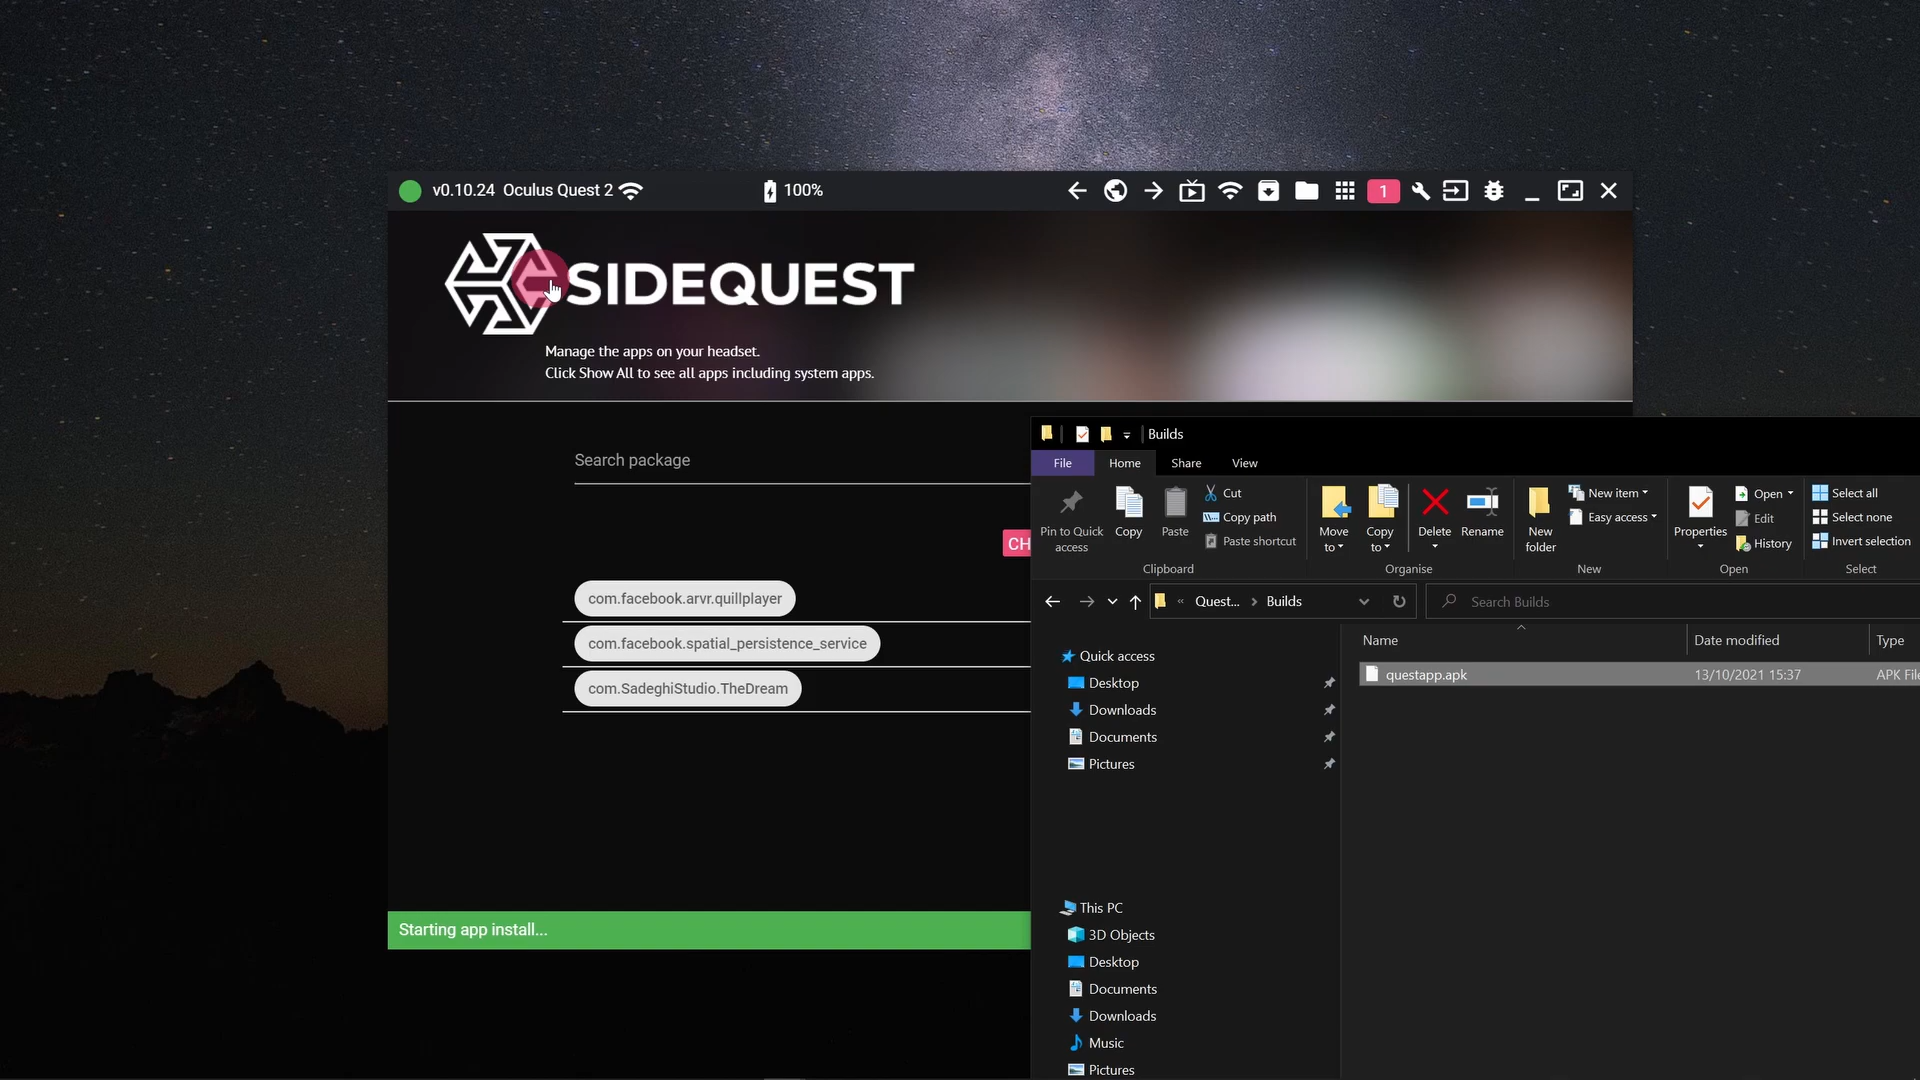 v0.10.24 Oculus Quest 2
100%
1
SIDEQUEST
Manage the apps on your headset.
Click Show All to see all apps including system apps.
Search package
CH
com.facebook.arvr.quillplayer
com.facebook.spatial_persistence_service
com.SadeghiStudio.TheDream
Starting app install...
Builds
File
Home
Share
View
Pin to Quick
access
Copy
Paste
Cut
Copy path
Paste shortcut
Clipboard
Move
to
Copy
to
Delete
Rename
Organise
New
folder
New item
Easy access
New
Properties
Open
Edit
History
Open
Select all
Select none
Invert selection
Select
« Quest... > Builds
Search Builds
Name
Date modified
Type
questapp.apk
13/10/2021 15:37
APK File
Quick access
Desktop
Downloads
Documents
Pictures
This PC
3D Objects
Desktop
Documents
Downloads
Music
Pictures